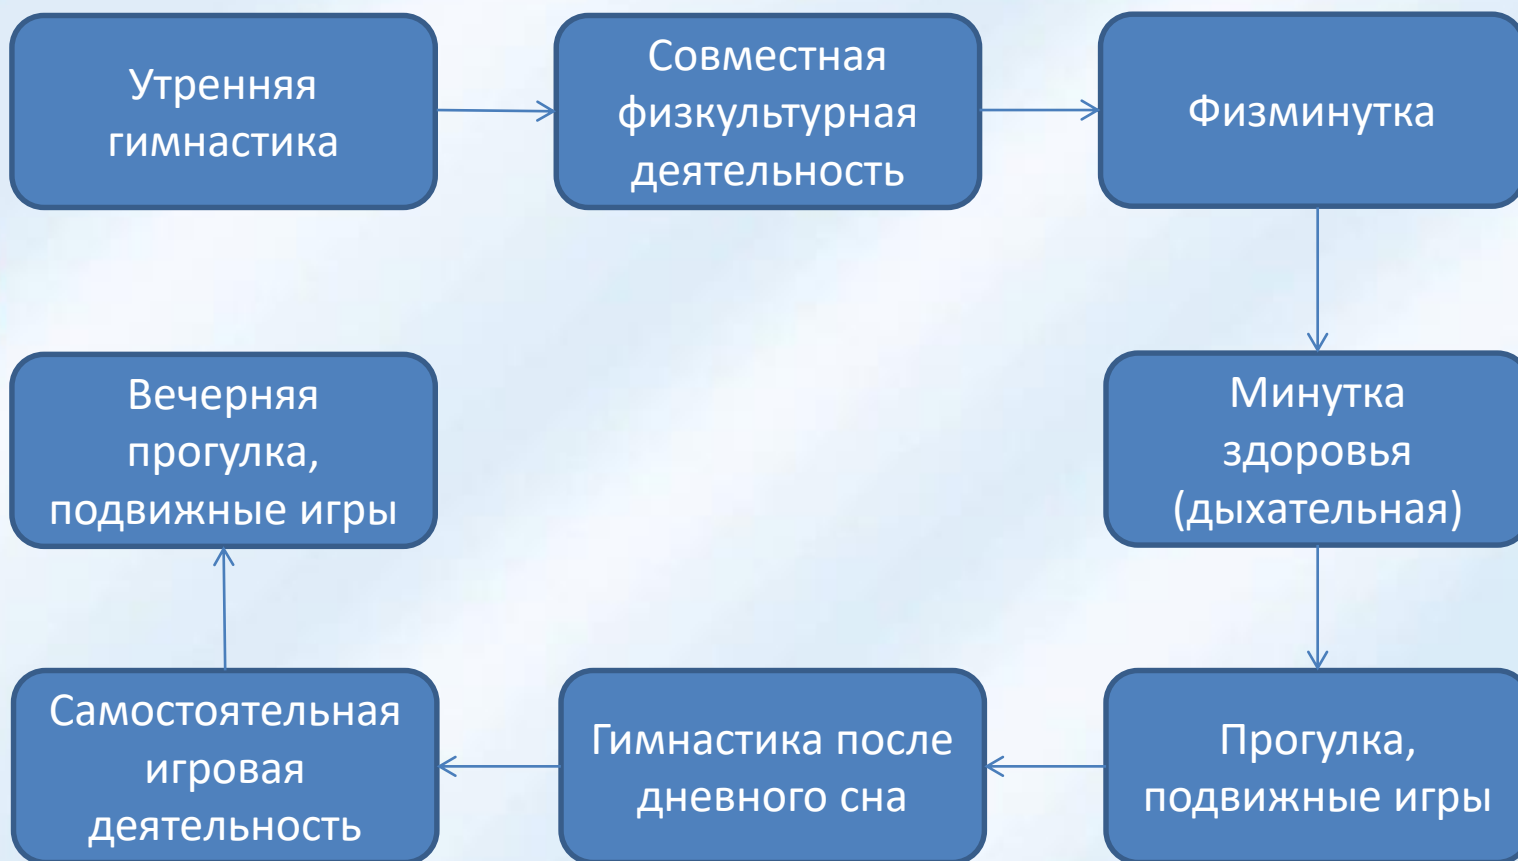 Утренняя
гимнастика
Совместная
физкультурная
деятельность
Физминутка
Минутка
здоровья
(дыхательная)
Прогулка,
подвижные игры
Гимнастика после
дневного сна
Самостоятельная
игровая
деятельность
Вечерняя
прогулка,
подвижные игры